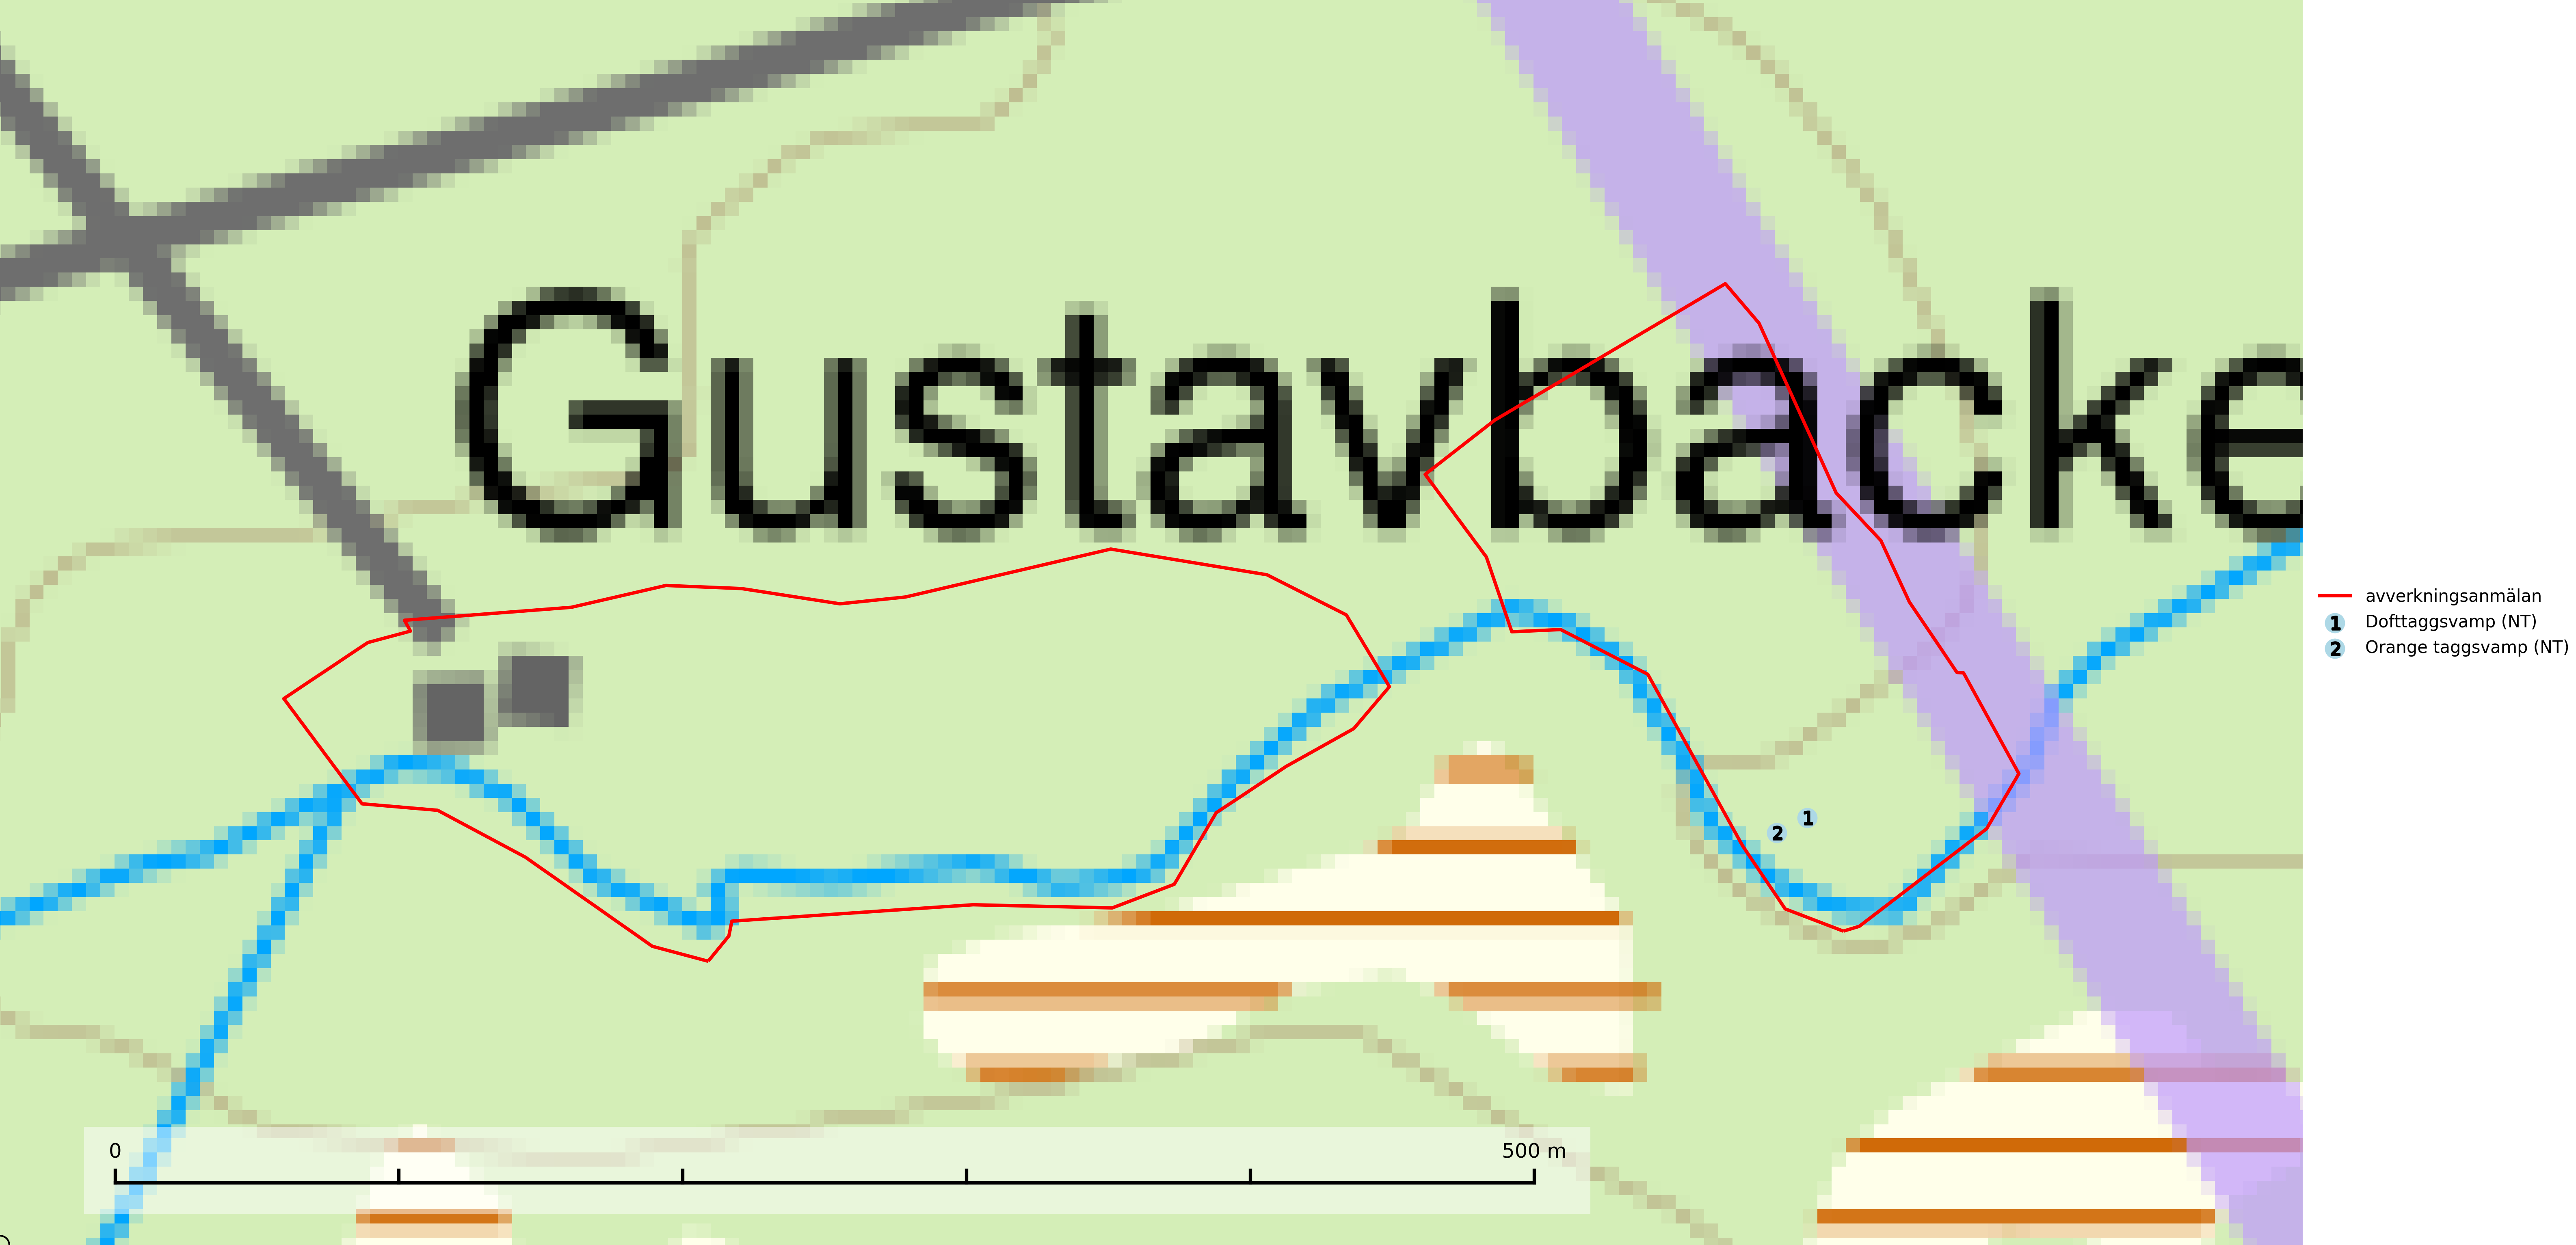 Gustavbacke
avverkningsanmälan
1 Dofttaggsvamp (NT)
2 Orange taggsvamp (NT)
1
2
0 500 m